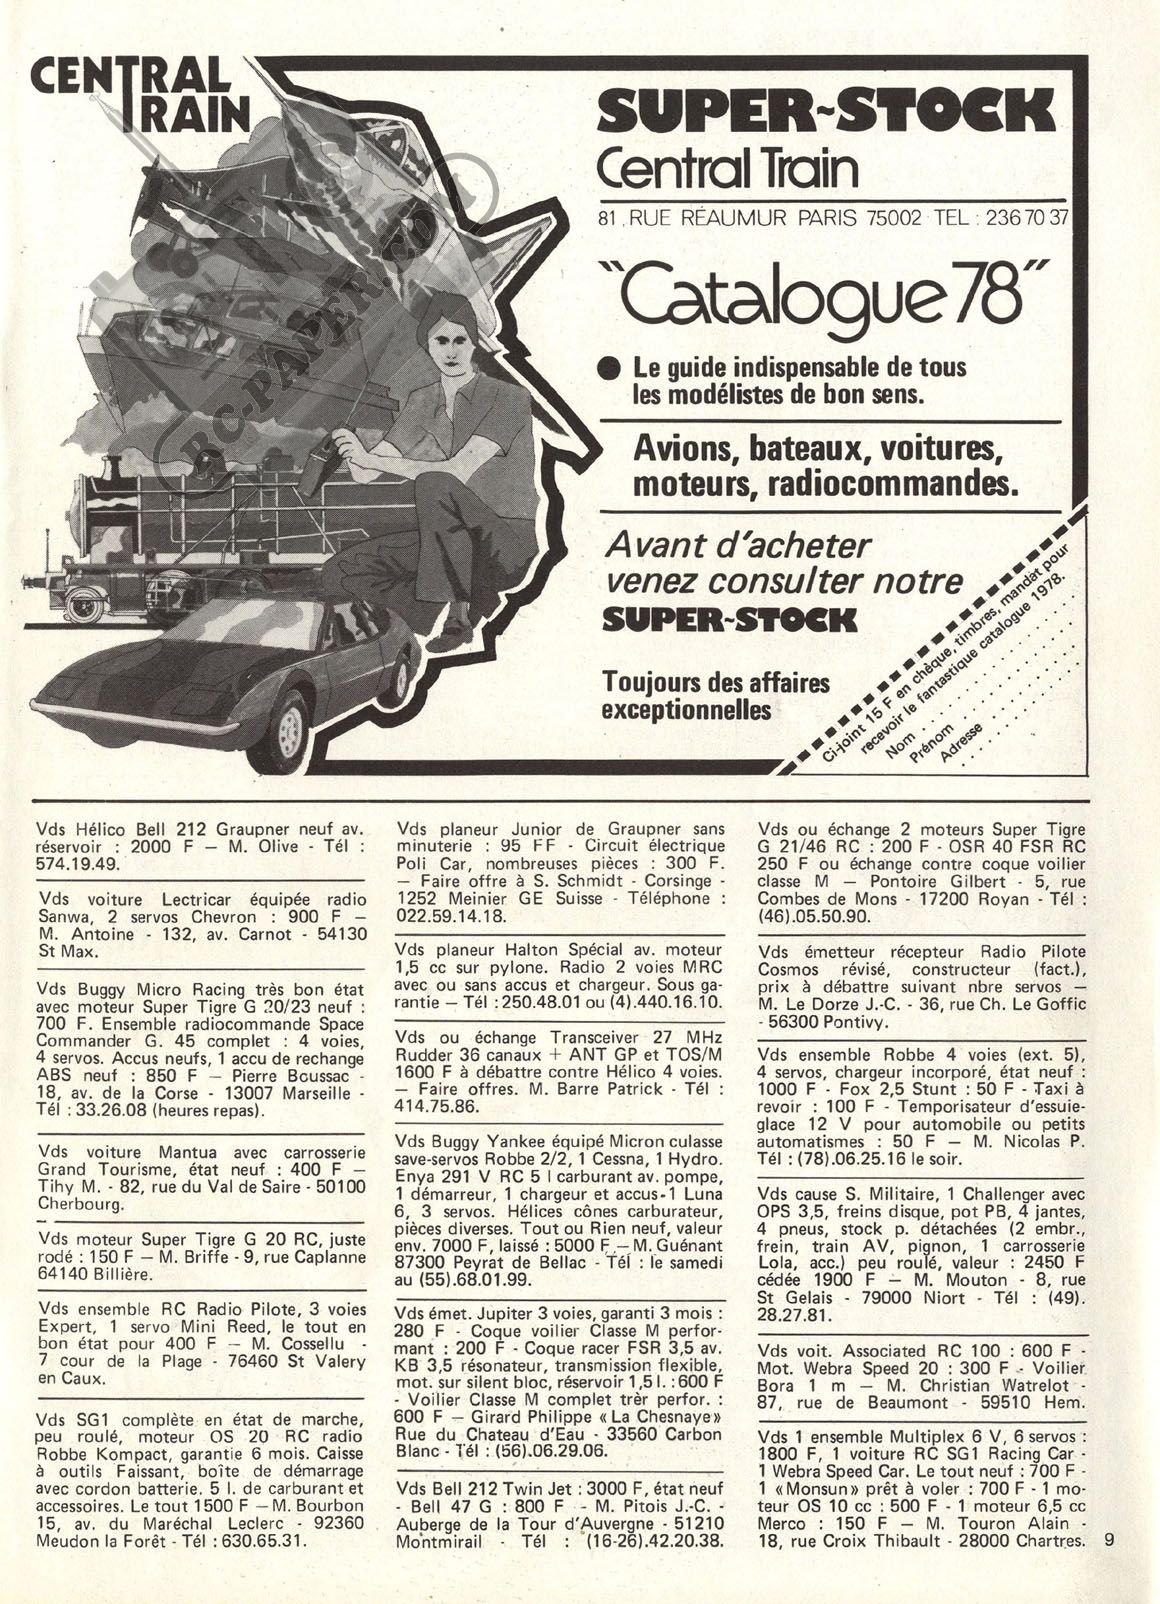 CENTRAL
TRAIN
SUPER~STOCK
Central Train
81, RUE RÉAUMUR PARIS 75002 TEL : 236 70 37
"Catalogue 78"
● Le guide indispensable de tous
les modélistes de bon sens.
Avions, bateaux, voitures,
moteurs, radiocommandes.
Avant d'acheter
venez consulter notre
SUPER~STOCK
Toujours des affaires
exceptionnelles
Ci-joint 15 F en chèque, timbres, mandat pour
recevoir le fantastique catalogue 1978.
Nom
Prénom
Adresse
RC-PAPER.COM
Vds Hélico Bell 212 Graupner neuf av.
réservoir : 2000 F — M. Olive - Tél :
574.19.49.
Vds voiture Lectricar équipée radio
Sanwa, 2 servos Chevron : 900 F —
M. Antoine - 132, av. Carnot - 54130
St Max.
Vds Buggy Micro Racing très bon état
avec moteur Super Tigre G 20/23 neuf :
700 F. Ensemble radiocommande Space
Commander G. 45 complet : 4 voies,
4 servos. Accus neufs, 1 accu de rechange
ABS neuf : 850 F — Pierre Boussac -
18, av. de la Corse - 13007 Marseille -
Tél : 33.26.08 (heures repas).
Vds voiture Mantua avec carrosserie
Grand Tourisme, état neuf : 400 F —
Tihy M. - 82, rue du Val de Saire - 50100
Cherbourg.
Vds moteur Super Tigre G 20 RC, juste
rodé : 150 F — M. Briffe - 9, rue Caplanne
64140 Billière.
Vds ensemble RC Radio Pilote, 3 voies
Expert, 1 servo Mini Reed, le tout en
bon état pour 400 F — M. Cossellu -
7 cour de la Plage - 76460 St Valery
en Caux.
Vds SG1 complète en état de marche,
peu roulé, moteur OS 20 RC radio
Robbe Kompact, garantie 6 mois. Caisse
à outils Faissant, boîte de démarrage
avec cordon batterie. 5 l. de carburant et
accessoires. Le tout 1500 F — M. Bourbon
15, av. du Maréchal Leclerc - 92360
Meudon la Forêt - Tél : 630.65.31.
Vds planeur Junior de Graupner sans
minuterie : 95 FF - Circuit électrique
Poli Car, nombreuses pièces : 300 F.
— Faire offre à S. Schmidt - Corsinge -
1252 Meinier GE Suisse - Téléphone :
022.59.14.18.
Vds planeur Halton Spécial av. moteur
1,5 cc sur pylone. Radio 2 voies MRC
avec ou sans accus et chargeur. Sous ga-
rantie — Tél : 250.48.01 ou (4).440.16.10.
Vds ou échange Transceiver 27 MHz
Rudder 36 canaux + ANT GP et TOS/M
1600 F à débattre contre Hélico 4 voies.
— Faire offres. M. Barre Patrick - Tél :
414.75.86.
Vds Buggy Yankee équipé Micron culasse
save-servos Robbe 2/2, 1 Cessna, 1 Hydro.
Enya 291 V RC 5 l carburant av. pompe,
1 démarreur, 1 chargeur et accus-1 Luna
6, 3 servos. Hélices cônes carburateur,
pièces diverses. Tout ou Rien neuf, valeur
env. 7000 F, laissé : 5000 F — M. Guénant
87300 Peyrat de Bellac - Tél : le samedi
au (55).68.01.99.
Vds émet. Jupiter 3 voies, garanti 3 mois :
280 F - Coque voilier Classe M perfor-
mant : 200 F - Coque racer FSR 3,5 av.
KB 3,5 résonateur, transmission flexible,
mot. sur silent bloc, réservoir 1,5 l. : 600 F
- Voilier Classe M complet trèr perfor. :
600 F — Girard Philippe « La Chesnaye »
Rue du Chateau d'Eau - 33560 Carbon
Blanc - Tél : (56).06.29.06.
Vds Bell 212 Twin Jet : 3000 F, état neuf
- Bell 47 G : 800 F - M. Pitois J.-C. -
Auberge de la Tour d'Auvergne - 51210
Montmirail - Tél : (16-26).42.20.38.
Vds ou échange 2 moteurs Super Tigre
G 21/46 RC : 200 F - OSR 40 FSR RC
250 F ou échange contre coque voilier
classe M — Pontoire Gilbert - 5, rue
Combes de Mons - 17200 Royan - Tél :
(46).05.50.90.
Vds émetteur récepteur Radio Pilote
Cosmos révisé, constructeur (fact.),
prix à débattre suivant nbre servos —
M. Le Dorze J.-C. - 36, rue Ch. Le Goffic
- 56300 Pontivy.
Vds ensemble Robbe 4 voies (ext. 5),
4 servos, chargeur incorporé, état neuf :
1000 F - Fox 2,5 Stunt : 50 F - Taxi à
revoir : 100 F - Temporisateur d'essuie-
glace 12 V pour automobile ou petits
automatismes : 50 F — M. Nicolas P.
Tél : (78).06.25.16 le soir.
Vds cause S. Militaire, 1 Challenger avec
OPS 3,5, freins disque, pot PB, 4 jantes,
4 pneus, stock p. détachées (2 embr.,
frein, train AV, pignon, 1 carrosserie
Lola, acc.) peu roulé, valeur : 2450 F
cédée 1900 F — M. Mouton - 8, rue
St Gelais - 79000 Niort - Tél : (49).
28.27.81.
Vds voit. Associated RC 100 : 600 F -
Mot. Webra Speed 20 : 300 F - Voilier
Bora 1 m — M. Christian Watrelot -
87, rue de Beaumont - 59510 Hem.
Vds 1 ensemble Multiplex 6 V, 6 servos :
1800 F, 1 voiture RC SG1 Racing Car -
1 Webra Speed Car. Le tout neuf : 700 F -
1 «Monsun» prêt à voler : 700 F - 1 mo-
teur OS 10 cc : 500 F - 1 moteur 6,5 cc
Merco : 150 F — M. Touron Alain -
18, rue Croix Thibault - 28000 Chartres.
9